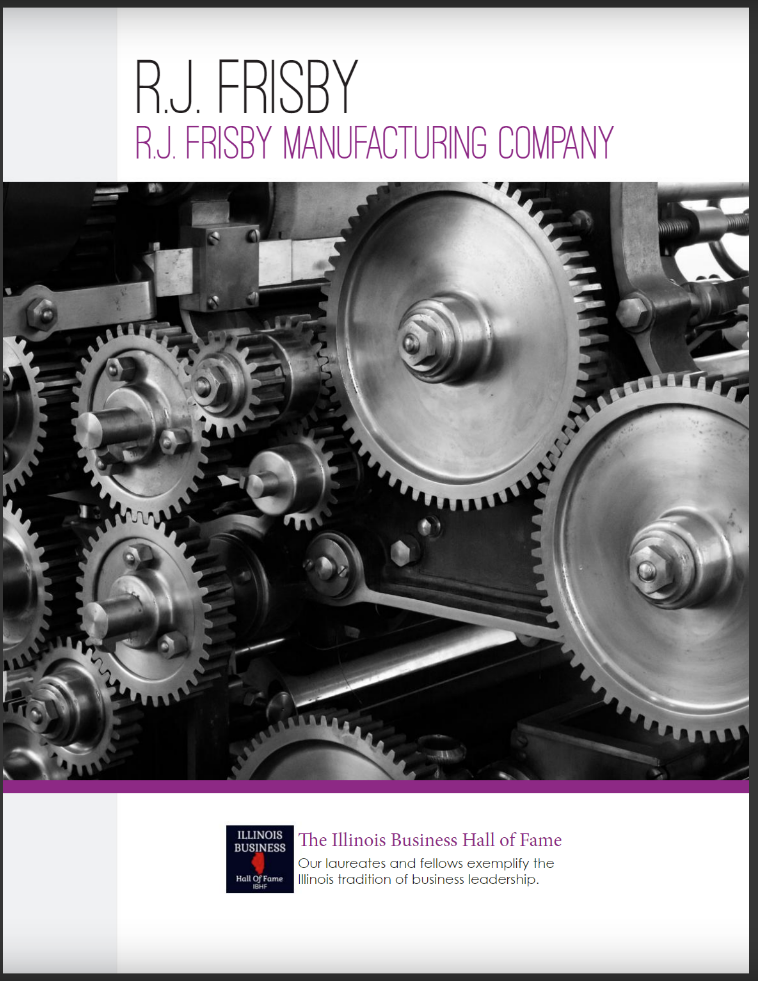 R.J. FRISBY
R.J. FRISBY MANUFACTURING COMPANY
ILLINOIS
BUSINESS
Hall Of Fame
IBHF
The Illinois Business Hall of Fame
Our laureates and fellows exemplify the
Illinois tradition of business leadership.